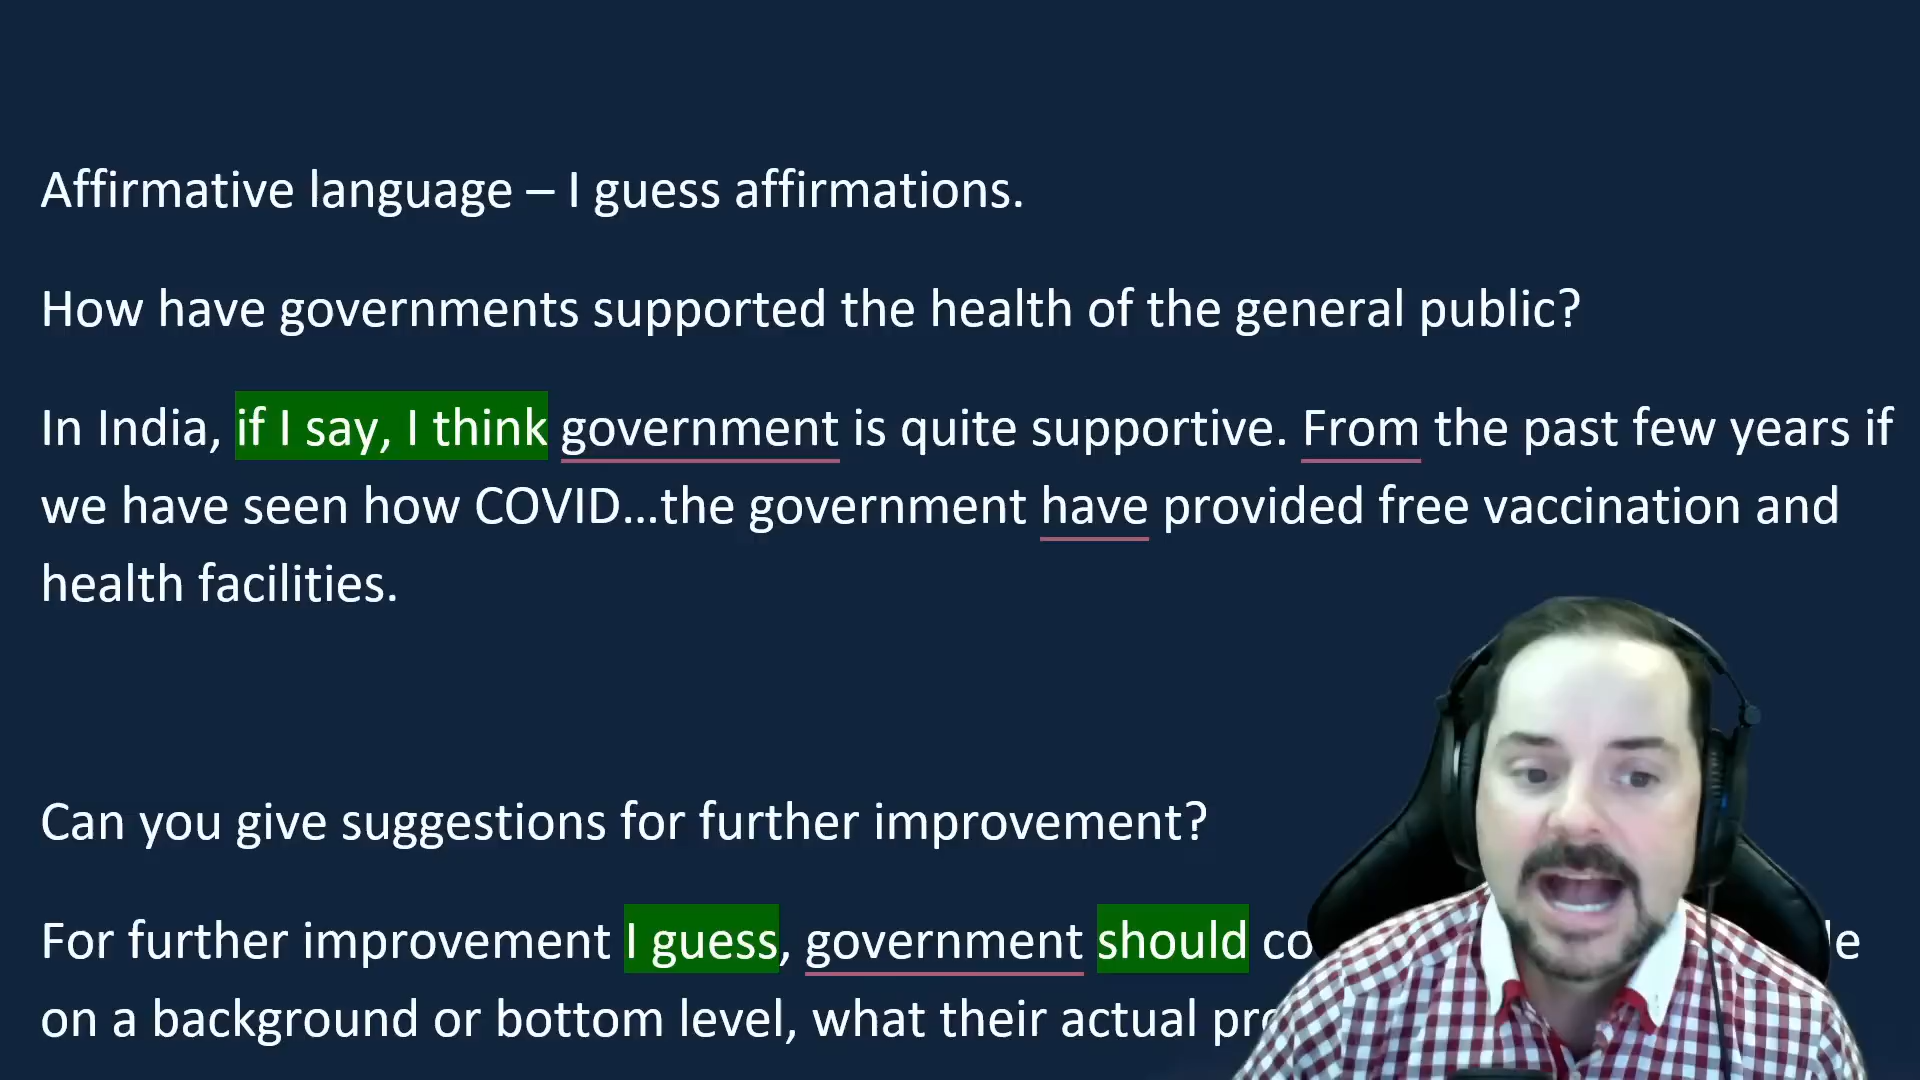 Affirmative language – I guess affirmations.
How have governments supported the health of the general public?
In India, if I say, I think government is quite supportive. From the past few years if
we have seen how COVID...the government have provided free vaccination and
health facilities.
Can you give suggestions for further improvement?
For further improvement I guess, government should
on a background or bottom level, what their actual